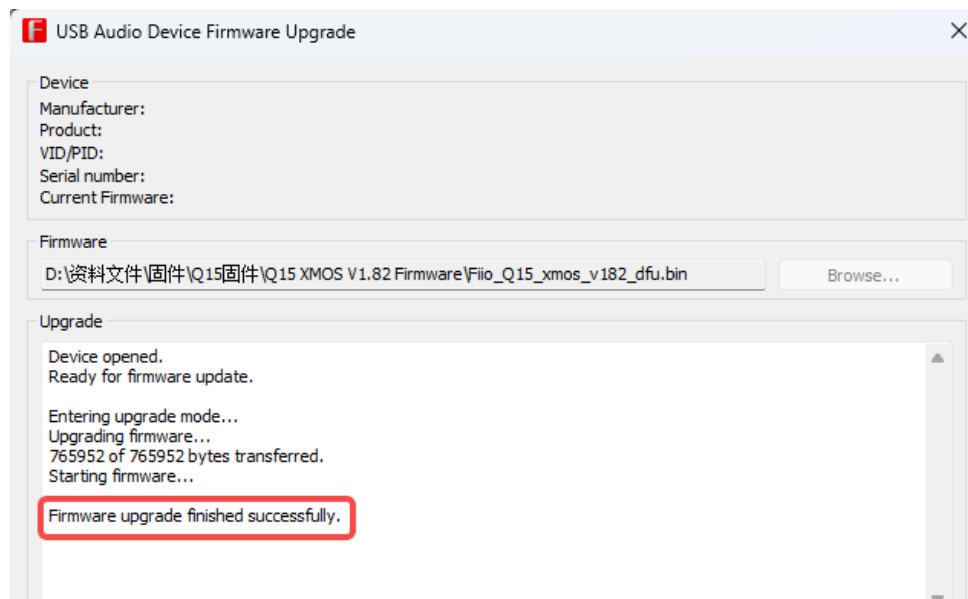 USB Audio Device Firmware Upgrade
Device
Manufacturer:
Product:
VID/PID:
Serial number:
Current Firmware:
Firmware
D:\资料文件\固件\Q15固件\Q15 XMOS V1.82 Firmware\Fiio_Q15_xmos_v182_dfu.bin
Browse...
Upgrade
Device opened.
Ready for firmware update.
Entering upgrade mode...
Upgrading firmware...
765952 of 765952 bytes transferred.
Starting firmware...
Firmware upgrade finished successfully.